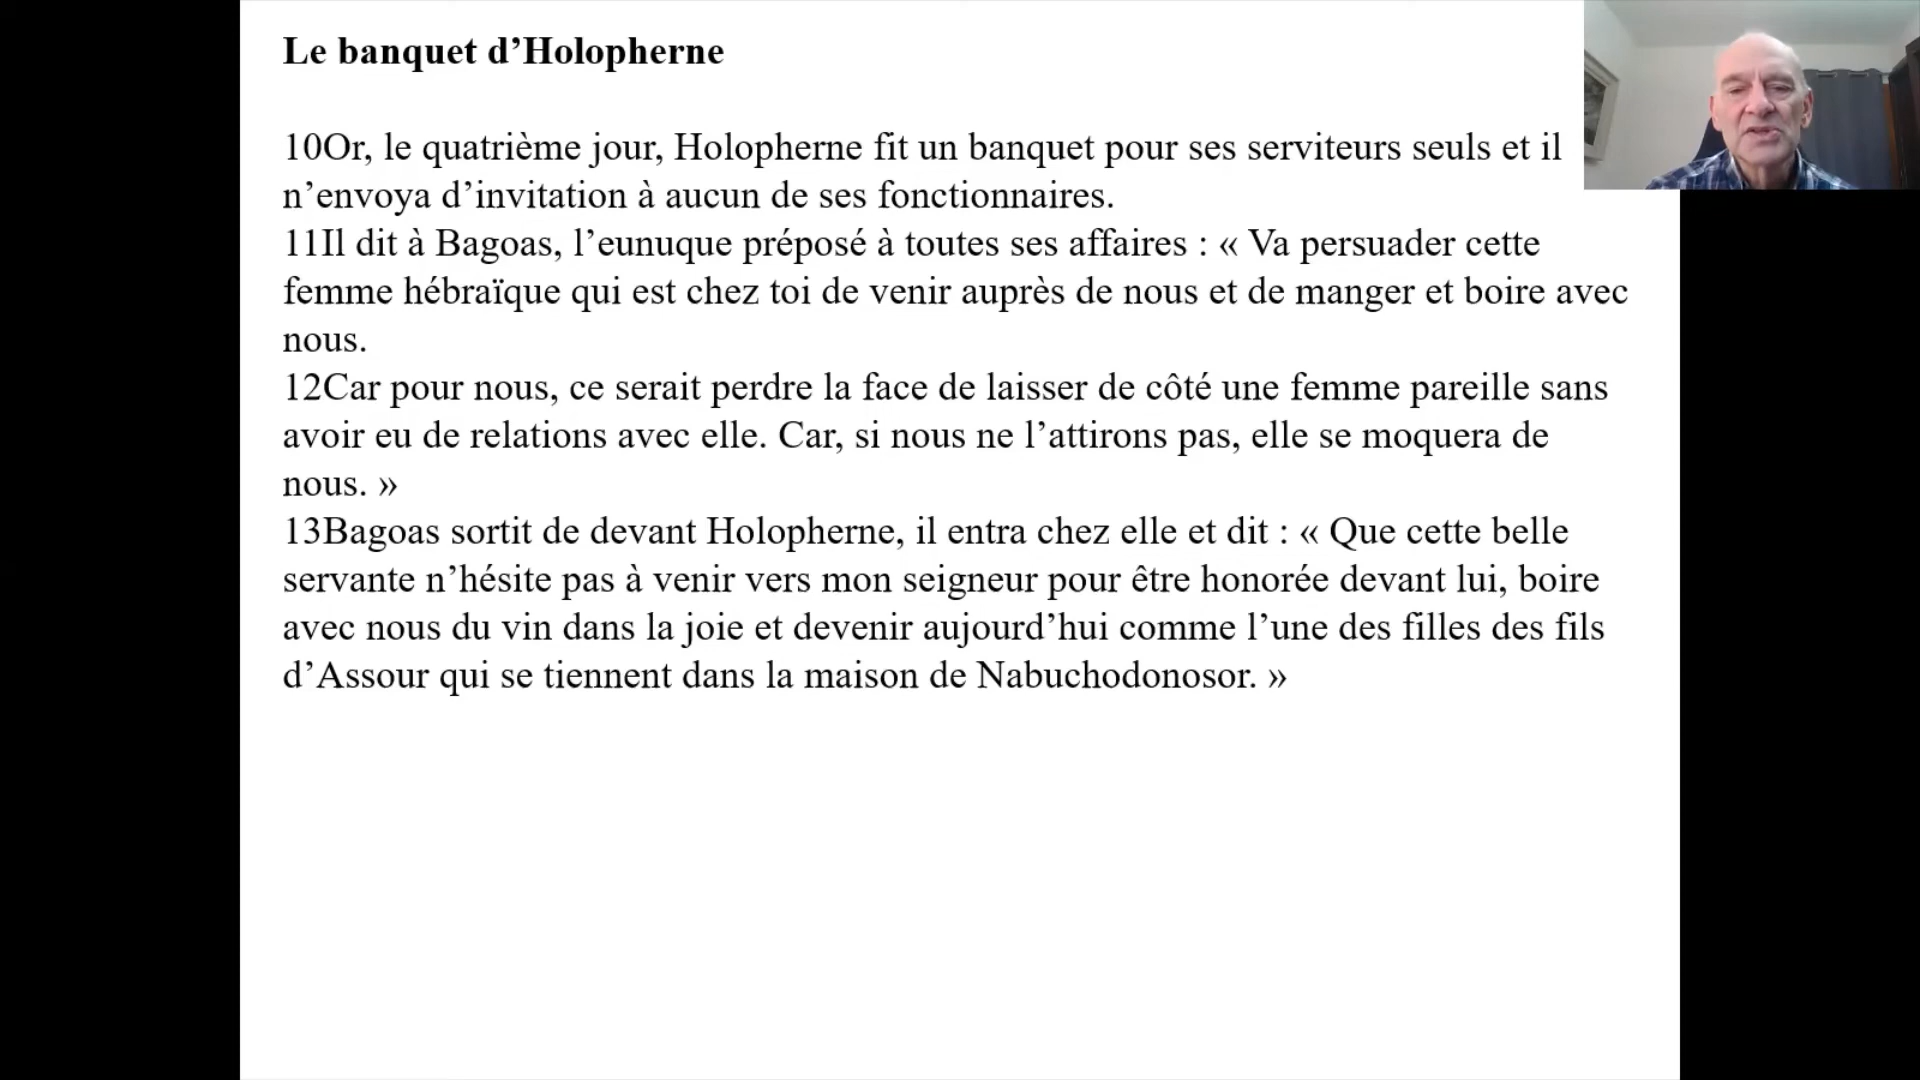 Le banquet d’Holopherne
10Or, le quatrième jour, Holopherne fit un banquet pour ses serviteurs seuls et il
n’envoya d’invitation à aucun de ses fonctionnaires.
11Il dit à Bagoas, l’eunuque préposé à toutes ses affaires : « Va persuader cette
femme hébraïque qui est chez toi de venir auprès de nous et de manger et boire avec
nous.
12Car pour nous, ce serait perdre la face de laisser de côté une femme pareille sans
avoir eu de relations avec elle. Car, si nous ne l’attirons pas, elle se moquera de
nous. »
13Bagoas sortit de devant Holopherne, il entra chez elle et dit : « Que cette belle
servante n’hésite pas à venir vers mon seigneur pour être honorée devant lui, boire
avec nous du vin dans la joie et devenir aujourd’hui comme l’une des filles des fils
d’Assour qui se tiennent dans la maison de Nabuchodonosor. »